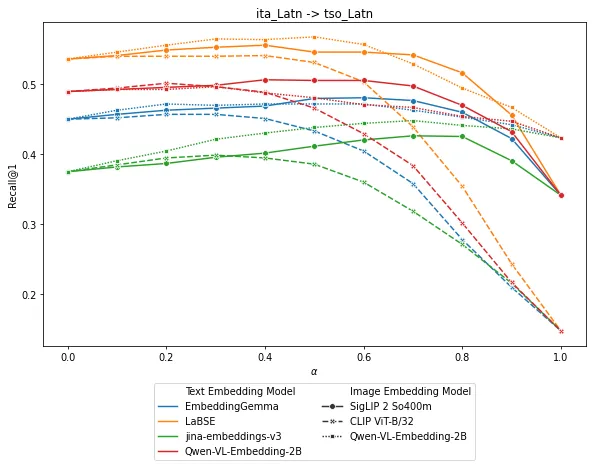 ita_Latn -> tso_Latn
Recall@1
0.5
0.4
0.3
0.2
0.0 0.2 0.4 0.6 0.8 1.0
α
Text Embedding Model Image Embedding Model
EmbeddingGemma SigLIP 2 So400m
LaBSE CLIP ViT-B/32
jina-embeddings-v3 Qwen-VL-Embedding-2B
Qwen-VL-Embedding-2B